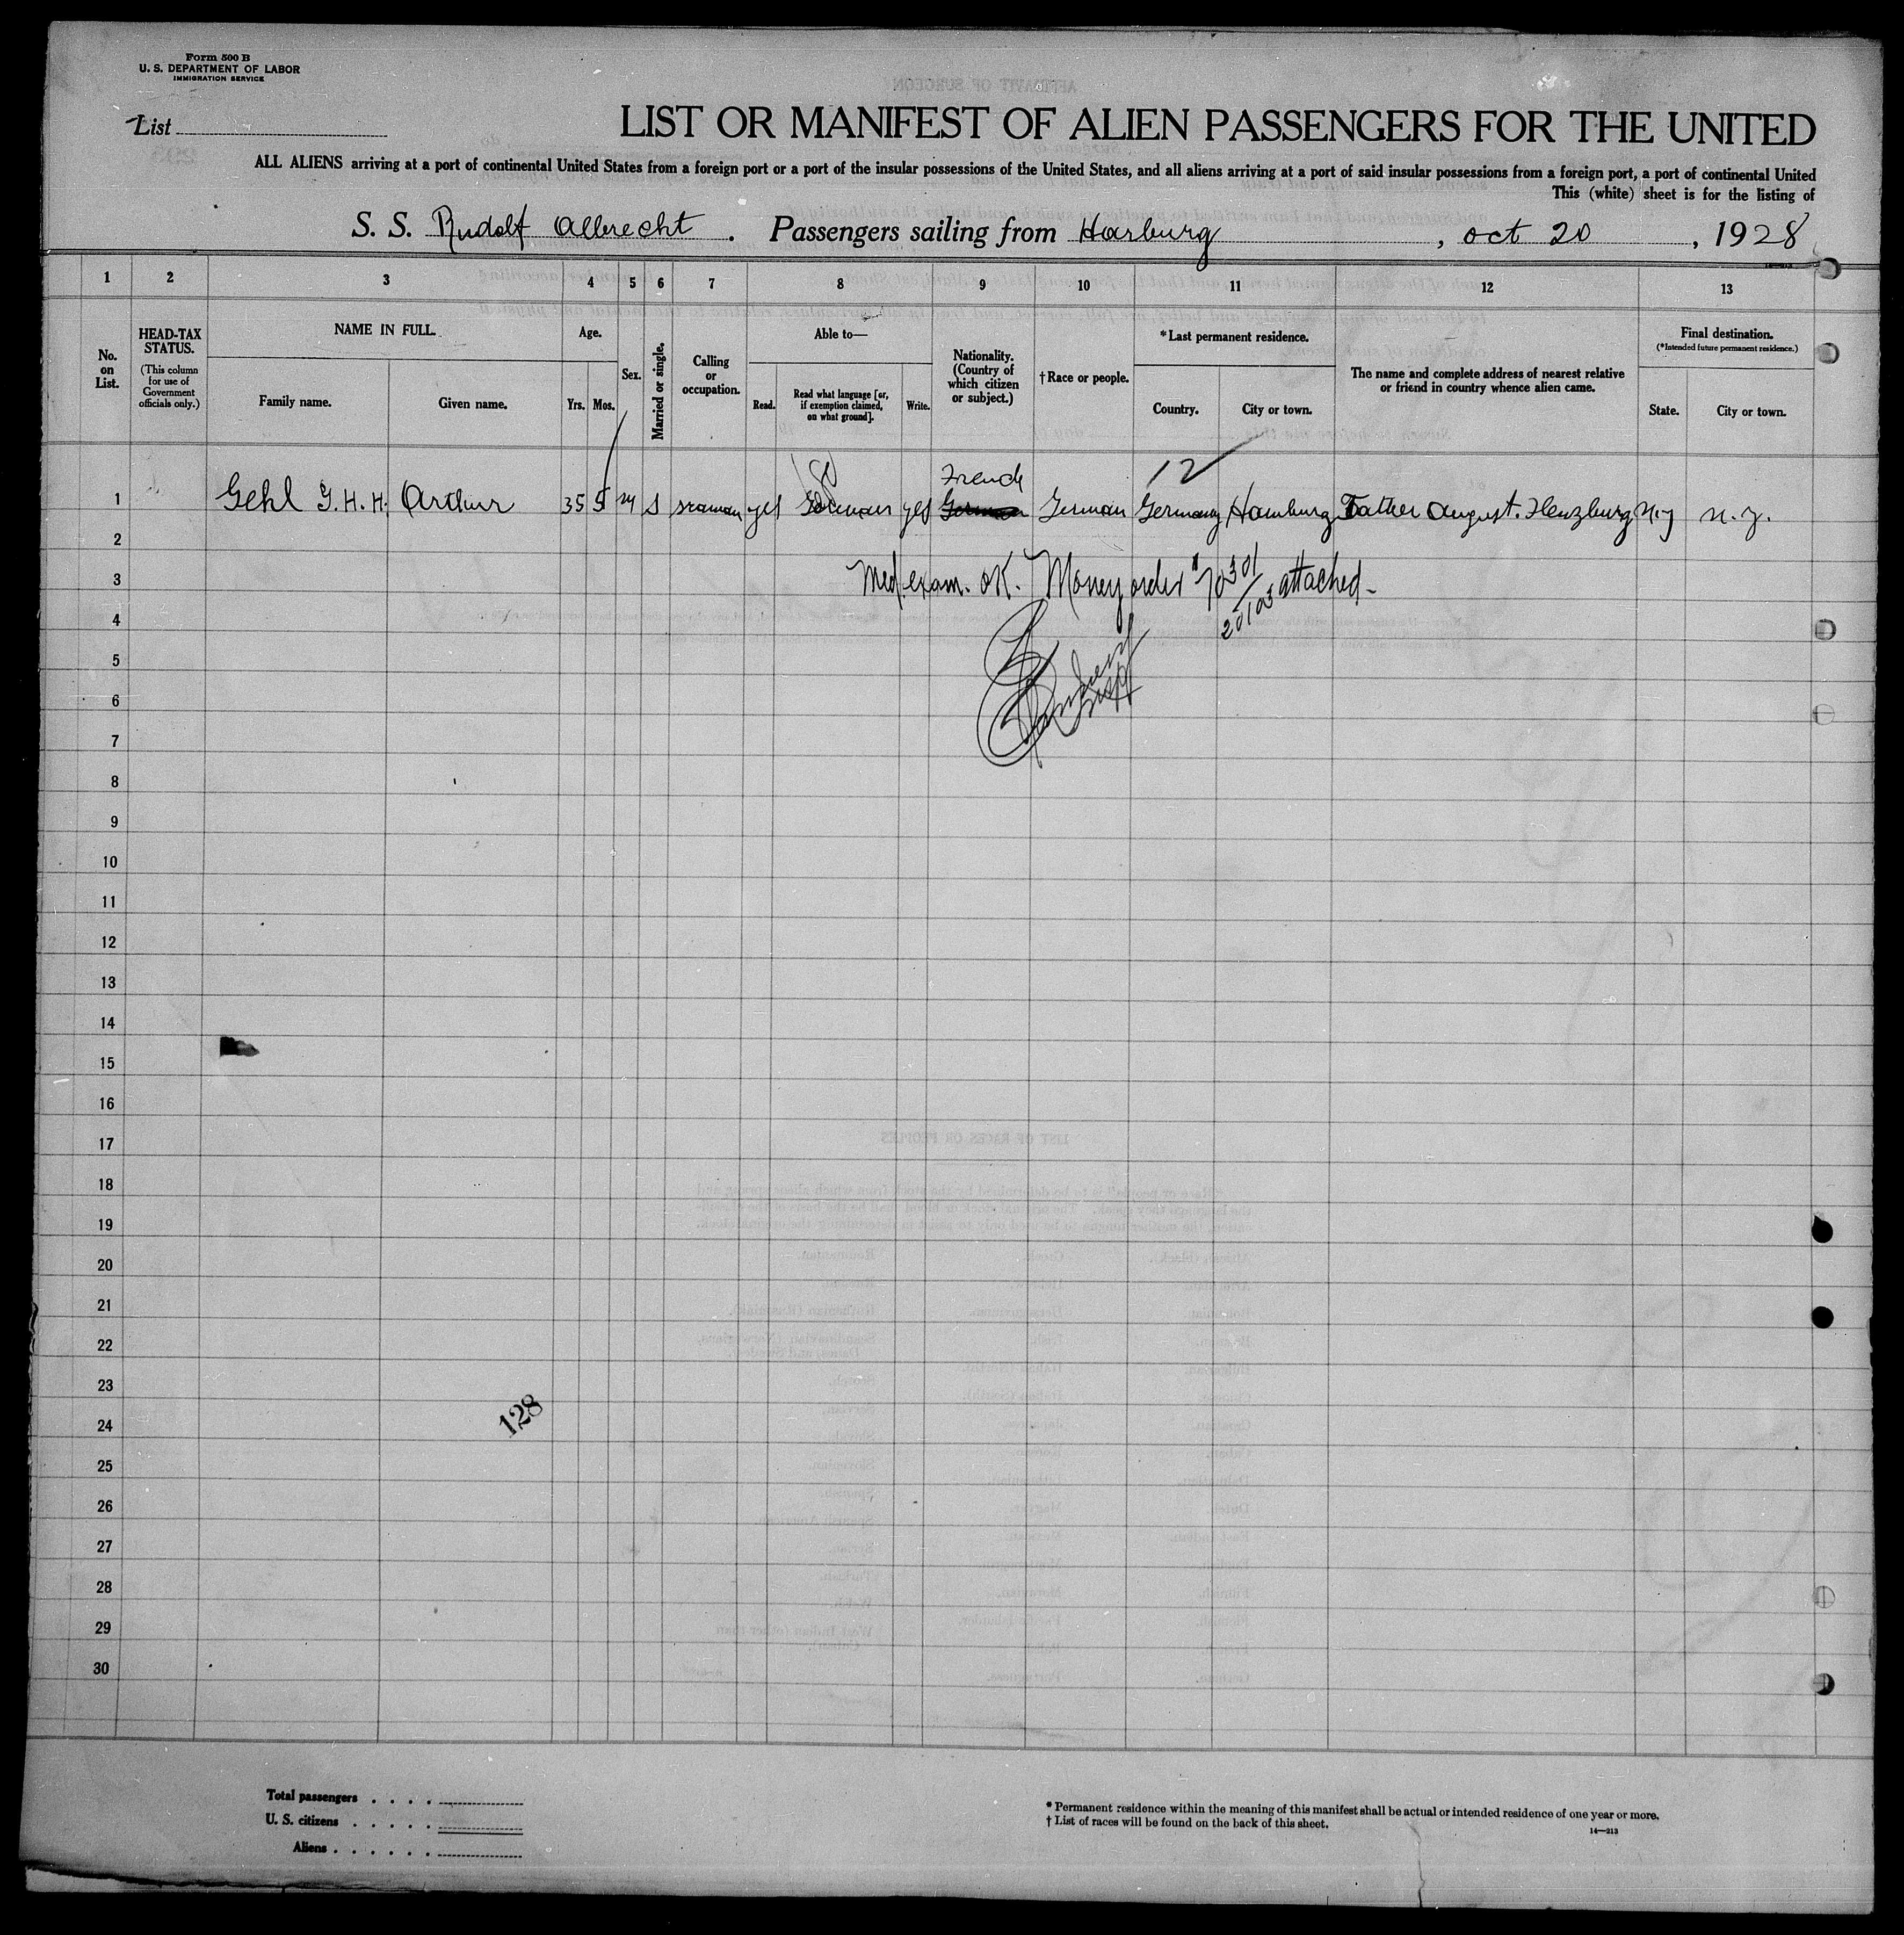 Form 500 B
U. S. DEPARTMENT OF LABOR
IMMIGRATION SERVICE
List
LIST OR MANIFEST OF ALIEN PASSENGERS FOR THE UNITED
ALL ALIENS arriving at a port of continental United States from a foreign port or a port of the insular possessions of the United States, and all aliens arriving at a port of said insular possessions from a foreign port, a port of continental United
This (white) sheet is for the listing of
S. S. Rudolf Albrecht. Passengers sailing from Harburg, Oct 20, 1928
1 2 3 4 5 6 7 8 9 10 11 12 13
No. on List.
HEAD-TAX STATUS.
(This column for use of Government officials only.)
NAME IN FULL.
Family name.
Given name.
Age.
Yrs. Mos.
Sex.
Married or single.
Calling or occupation.
Able to—
Read.
Read what language [or, if exemption claimed, on what ground].
Write.
Nationality. (Country of which citizen or subject.)
† Race or people.
* Last permanent residence.
Country.
City or town.
The name and complete address of nearest relative or friend in country whence alien came.
Final destination.
(* Intended future permanent residence.)
State.
City or town.
12
French
1 Gehl G. H. H. Arthur 35 5 M S seaman yes German yes German German Germany Hamburg Father August. Flenzburg N.y N.y.
2
3 Med. exam. OK. Money order # 70301 attached -
20103
4
5
6
7
8
9
10
11
12
13
14
15
16
17
18
19
20
21
22
23
24
128
25
26
27
28
29
30
Total passengers . . . .
U. S. citizens . . . . .
Aliens . . . . . .
* Permanent residence within the meaning of this manifest shall be actual or intended residence of one year or more.
† List of races will be found on the back of this sheet.
14—213